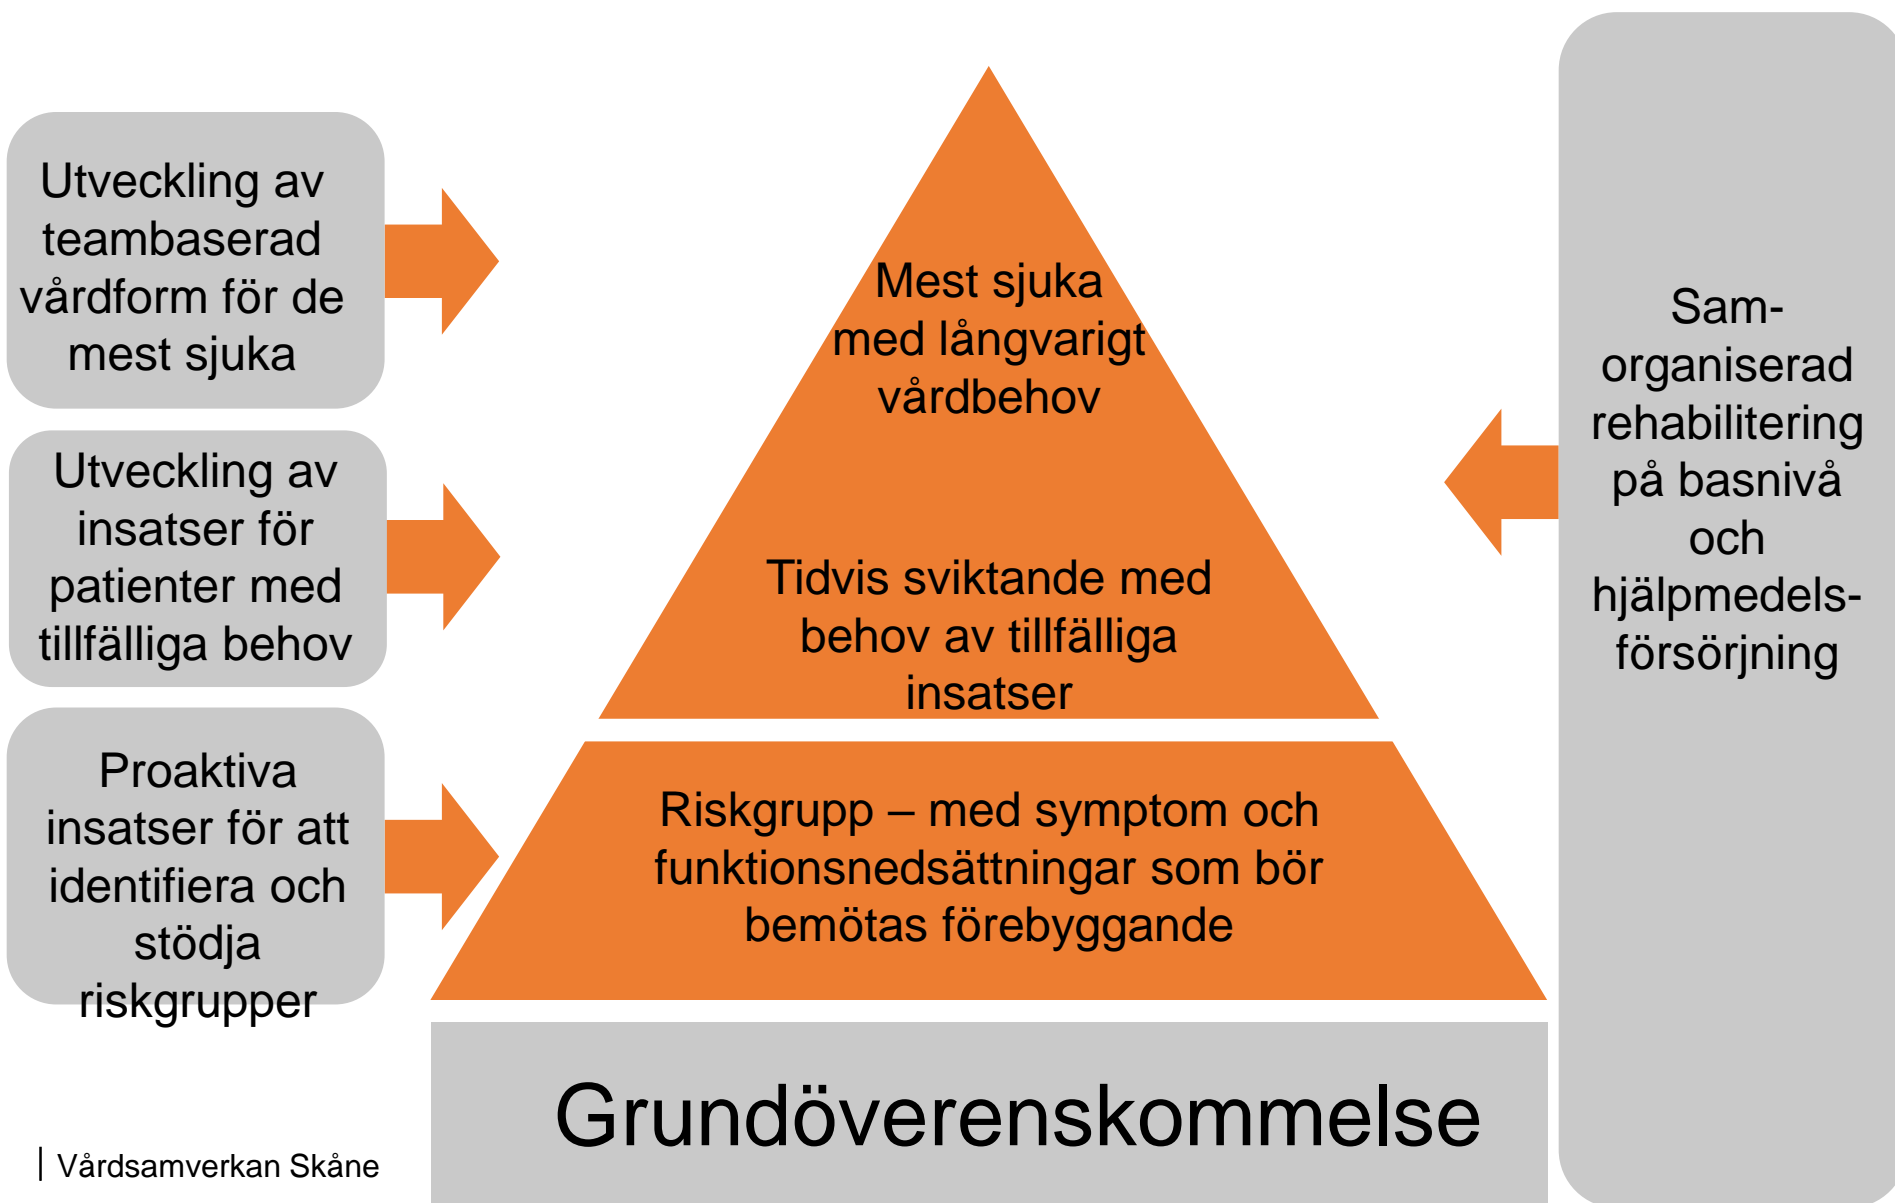 Utveckling av
teambaserad
vårdform för de
mest sjuka
Utveckling av
insatser för
patienter med
tillfälliga behov
Proaktiva
insatser för att
identifiera och
stödja
riskgrupper
Mest sjuka
med långvarigt
vårdbehov
Tidvis sviktande med
behov av tillfälliga
insatser
Riskgrupp – med symptom och
funktionsnedsättningar som bör
bemötas förebyggande
Grundöverenskommelse
Sam-
organiserad
rehabilitering
på basnivå
och
hjälpmedels-
försörjning
| Vårdsamverkan Skåne